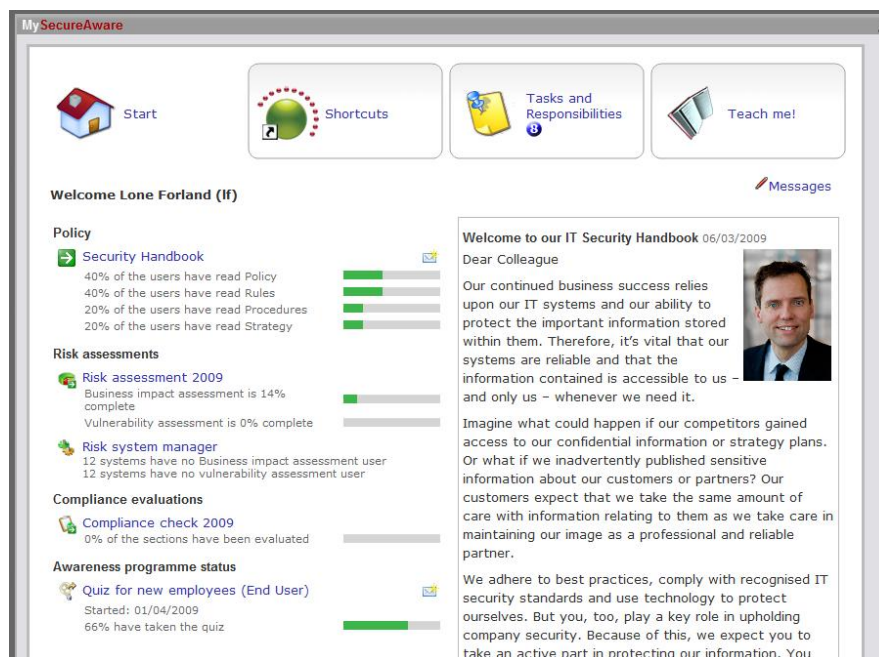 MySecureAware
Start
Shortcuts
Tasks and
Responsibilities
8
Teach me!
Messages
Welcome Lone Forland (lf)
Policy
Security Handbook
40% of the users have read Policy
40% of the users have read Rules
20% of the users have read Procedures
20% of the users have read Strategy
Risk assessments
Risk assessment 2009
Business impact assessment is 14%
complete
Vulnerability assessment is 0% complete
Risk system manager
12 systems have no Business impact assessment user
12 systems have no vulnerability assessment user
Compliance evaluations
Compliance check 2009
0% of the sections have been evaluated
Awareness programme status
Quiz for new employees (End User)
Started: 01/04/2009
66% have taken the quiz
Welcome to our IT Security Handbook 06/03/2009
Dear Colleague
Our continued business success relies
upon our IT systems and our ability to
protect the important information stored
within them. Therefore, it's vital that our
systems are reliable and that the
information contained is accessible to us –
and only us – whenever we need it.
Imagine what could happen if our competitors gained
access to our confidential information or strategy plans.
Or what if we inadvertently published sensitive
information about our customers or partners? Our
customers expect that we take the same amount of
care with information relating to them as we take care in
maintaining our image as a professional and reliable
partner.
We adhere to best practices, comply with recognised IT
security standards and use technology to protect
ourselves. But you, too, play a key role in upholding
company security. Because of this, we expect you to
take an active part in protecting our information. You